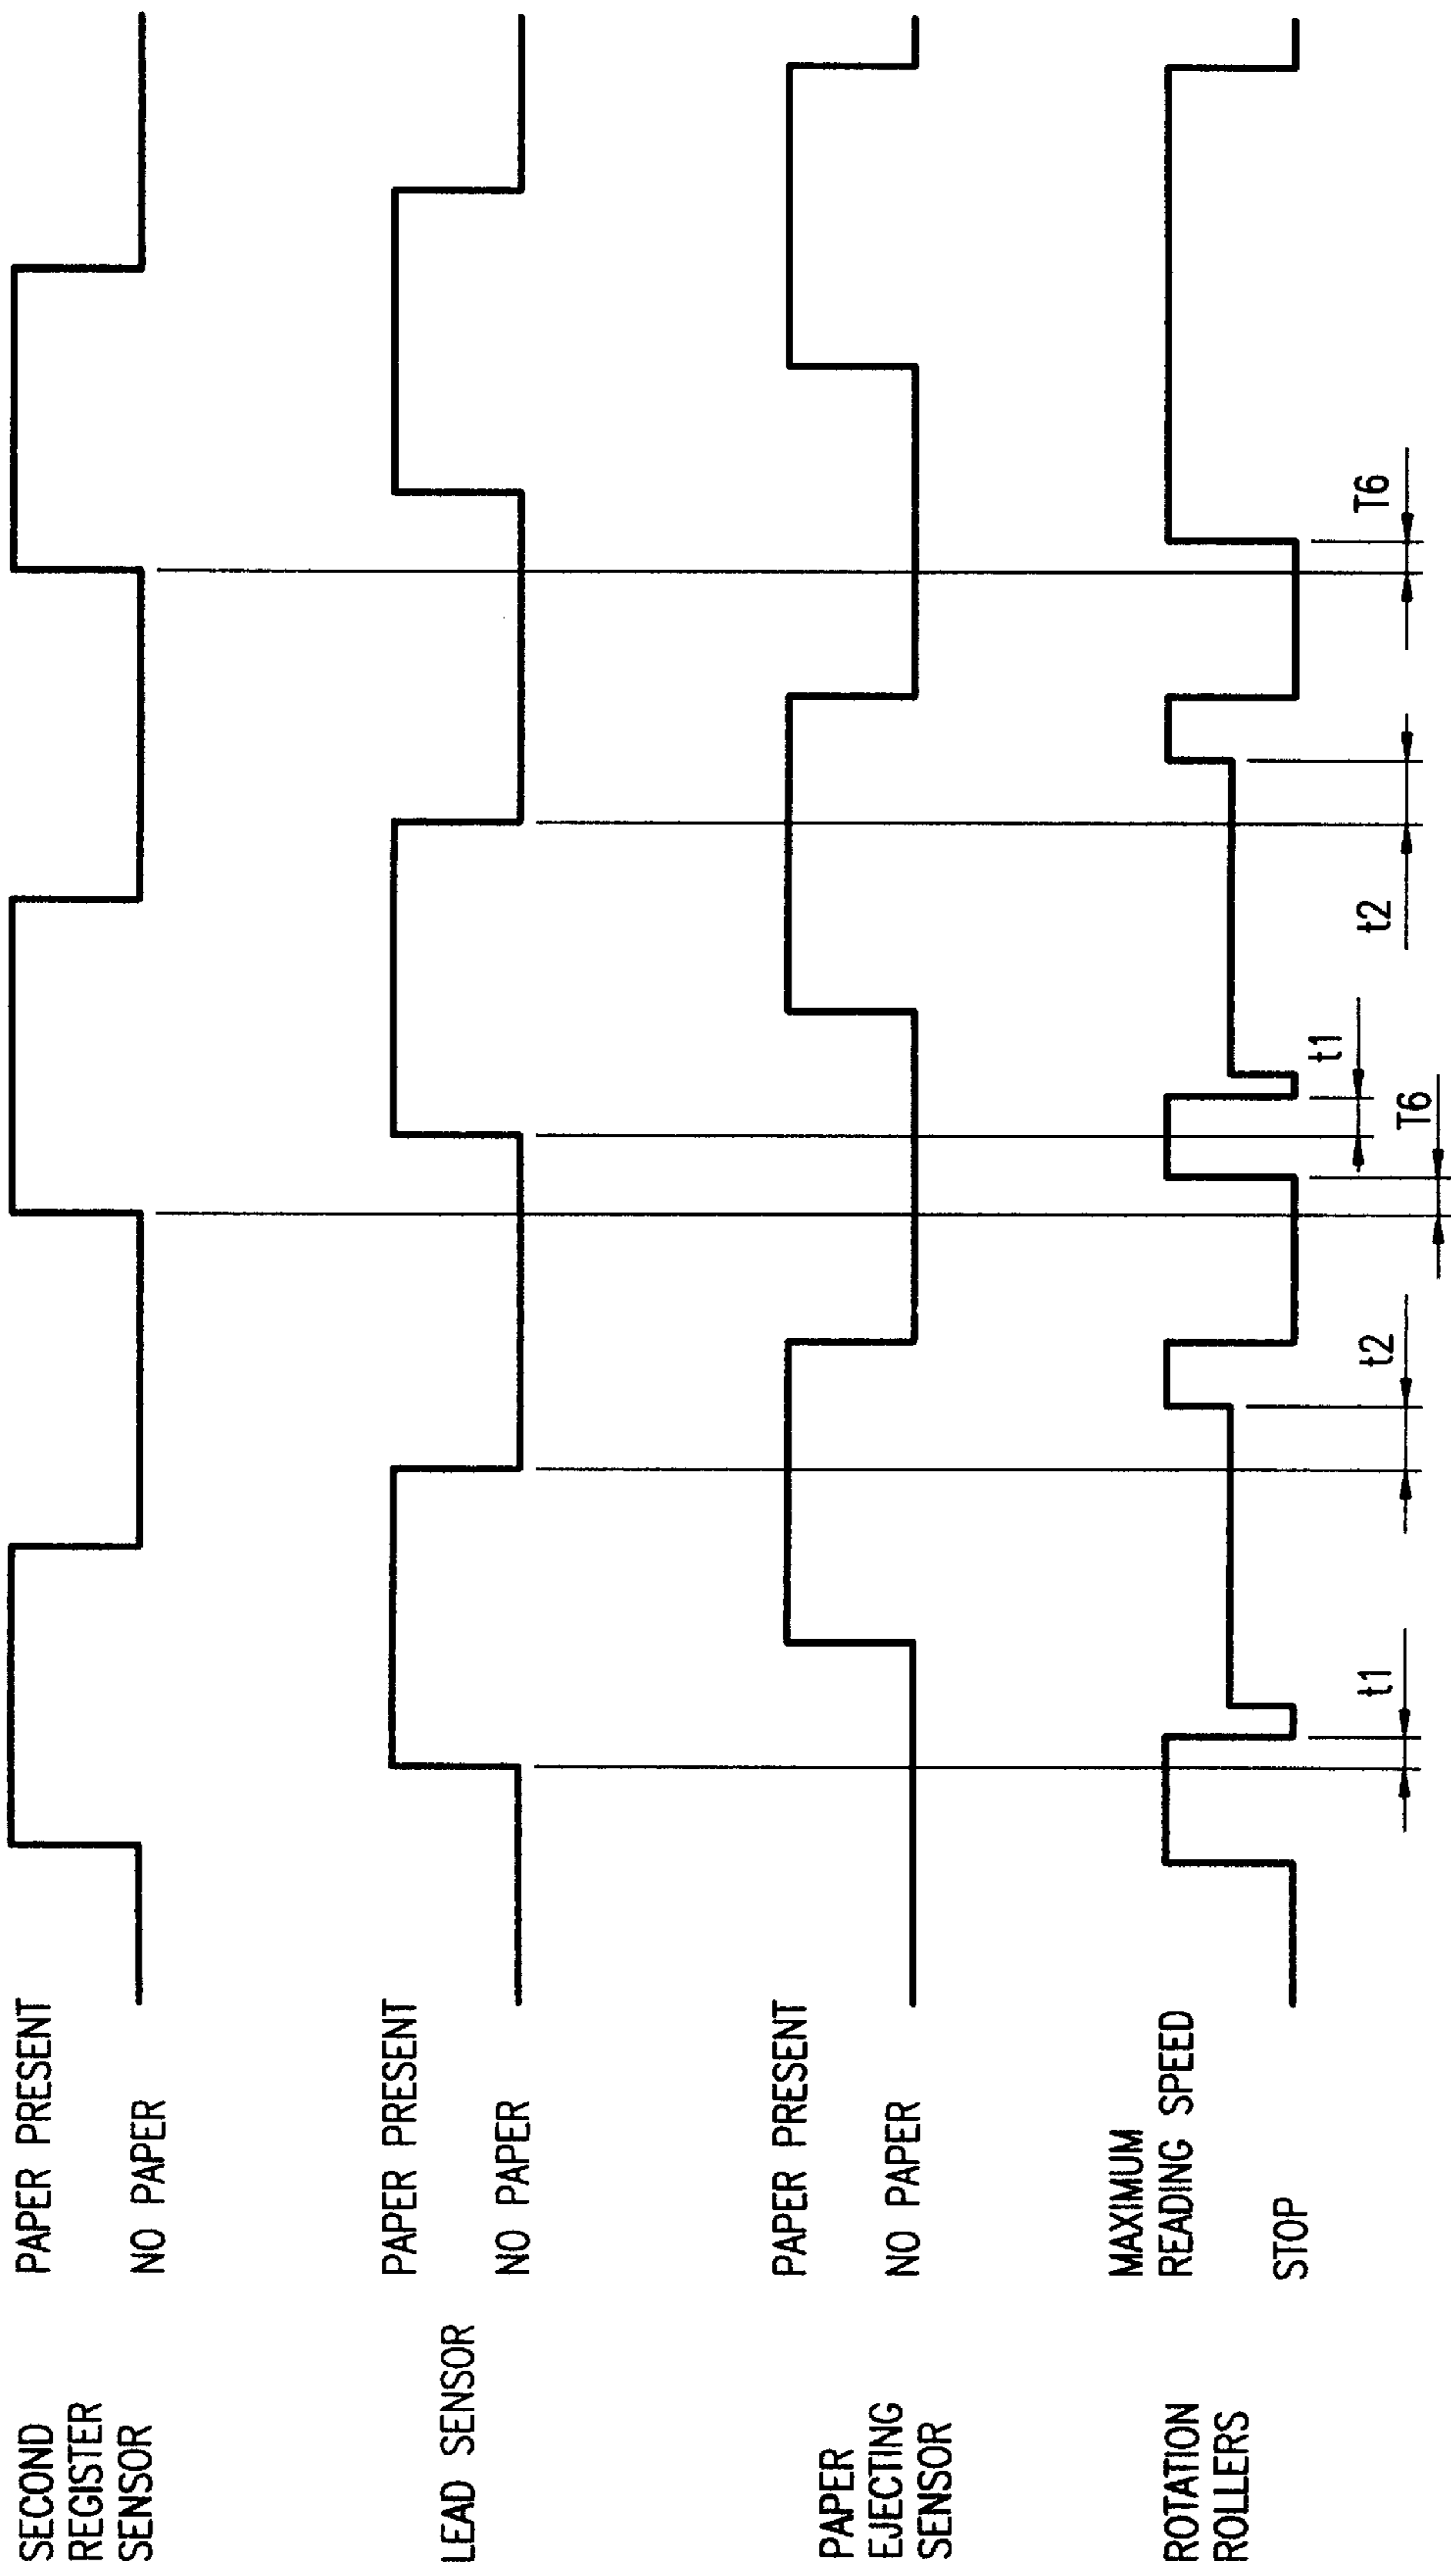 SECOND
REGISTER
SENSOR
PAPER PRESENT
NO PAPER
LEAD SENSOR
PAPER PRESENT
NO PAPER
PAPER
EJECTING
SENSOR
PAPER PRESENT
NO PAPER
ROTATION
ROLLERS
MAXIMUM
READING SPEED
STOP
t1
t2
T6
t1
t2
T6